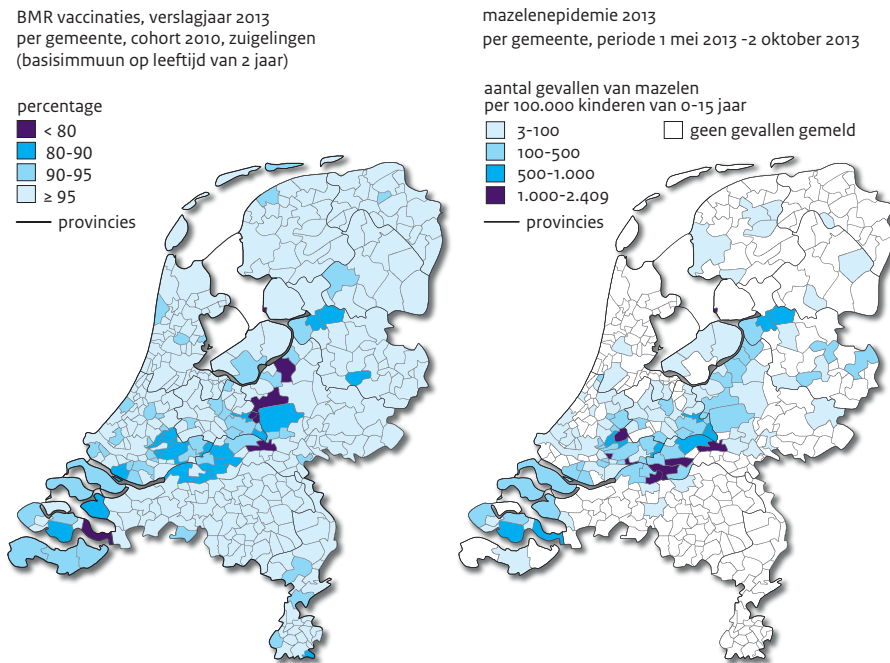 BMR vaccinaties, verslagjaar 2013
per gemeente, cohort 2010, zuigelingen
(basisimmuun op leeftijd van 2 jaar)
percentage
< 80
80-90
90-95
≥ 95
provincies
mazelenepidemie 2013
per gemeente, periode 1 mei 2013 -2 oktober 2013
aantal gevallen van mazelen
per 100.000 kinderen van 0-15 jaar
3-100
geen gevallen gemeld
100-500
500-1.000
1.000-2.409
provincies